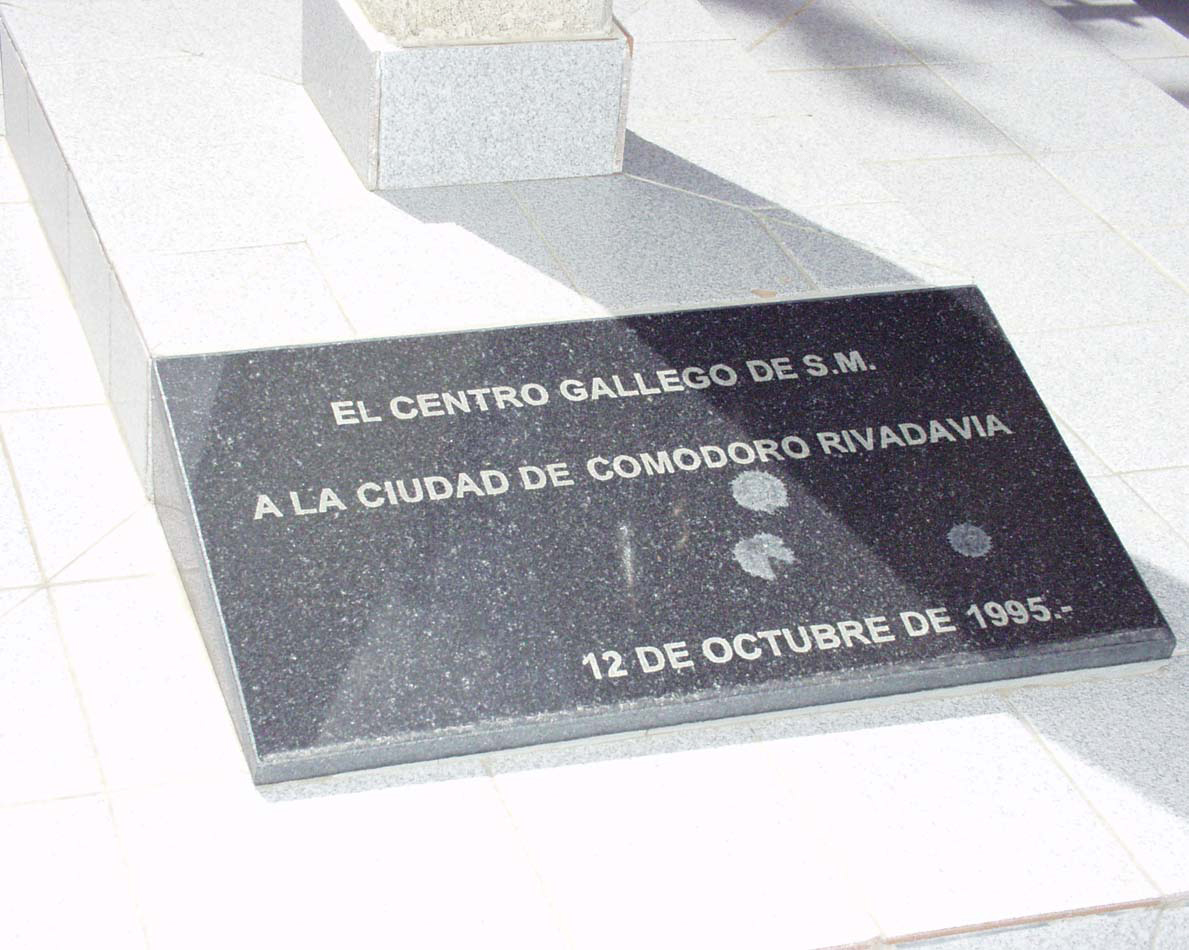 EL CENTRO GALLEGO DE S.M.
A LA CIUDAD DE COMODORO RIVADAVIA
12 DE OCTUBRE DE 1995.-